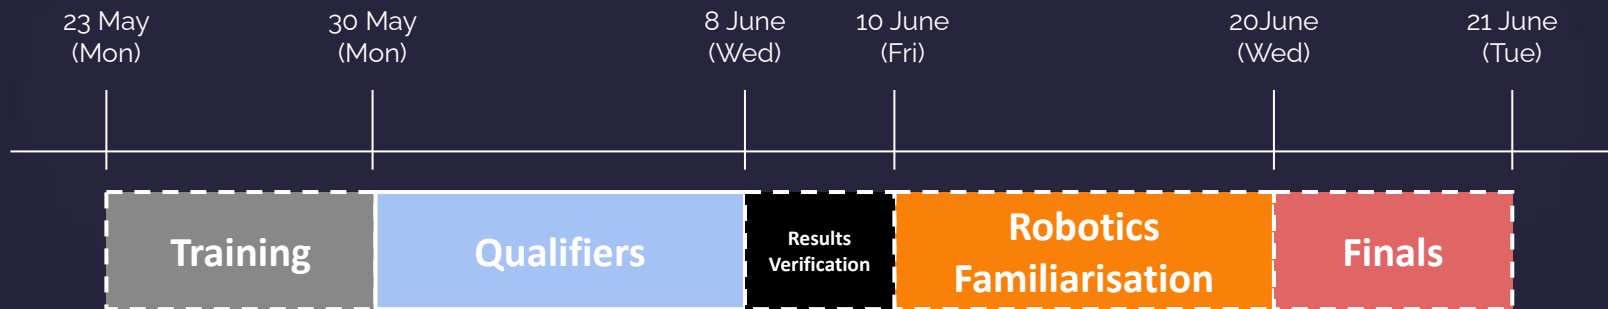 23 May
(Mon)
30 May
(Mon)
8 June
(Wed)
10 June
(Fri)
20June
(Wed)
21 June
(Tue)
Training
Qualifiers
Results
Verification
Robotics
Familiarisation
Finals